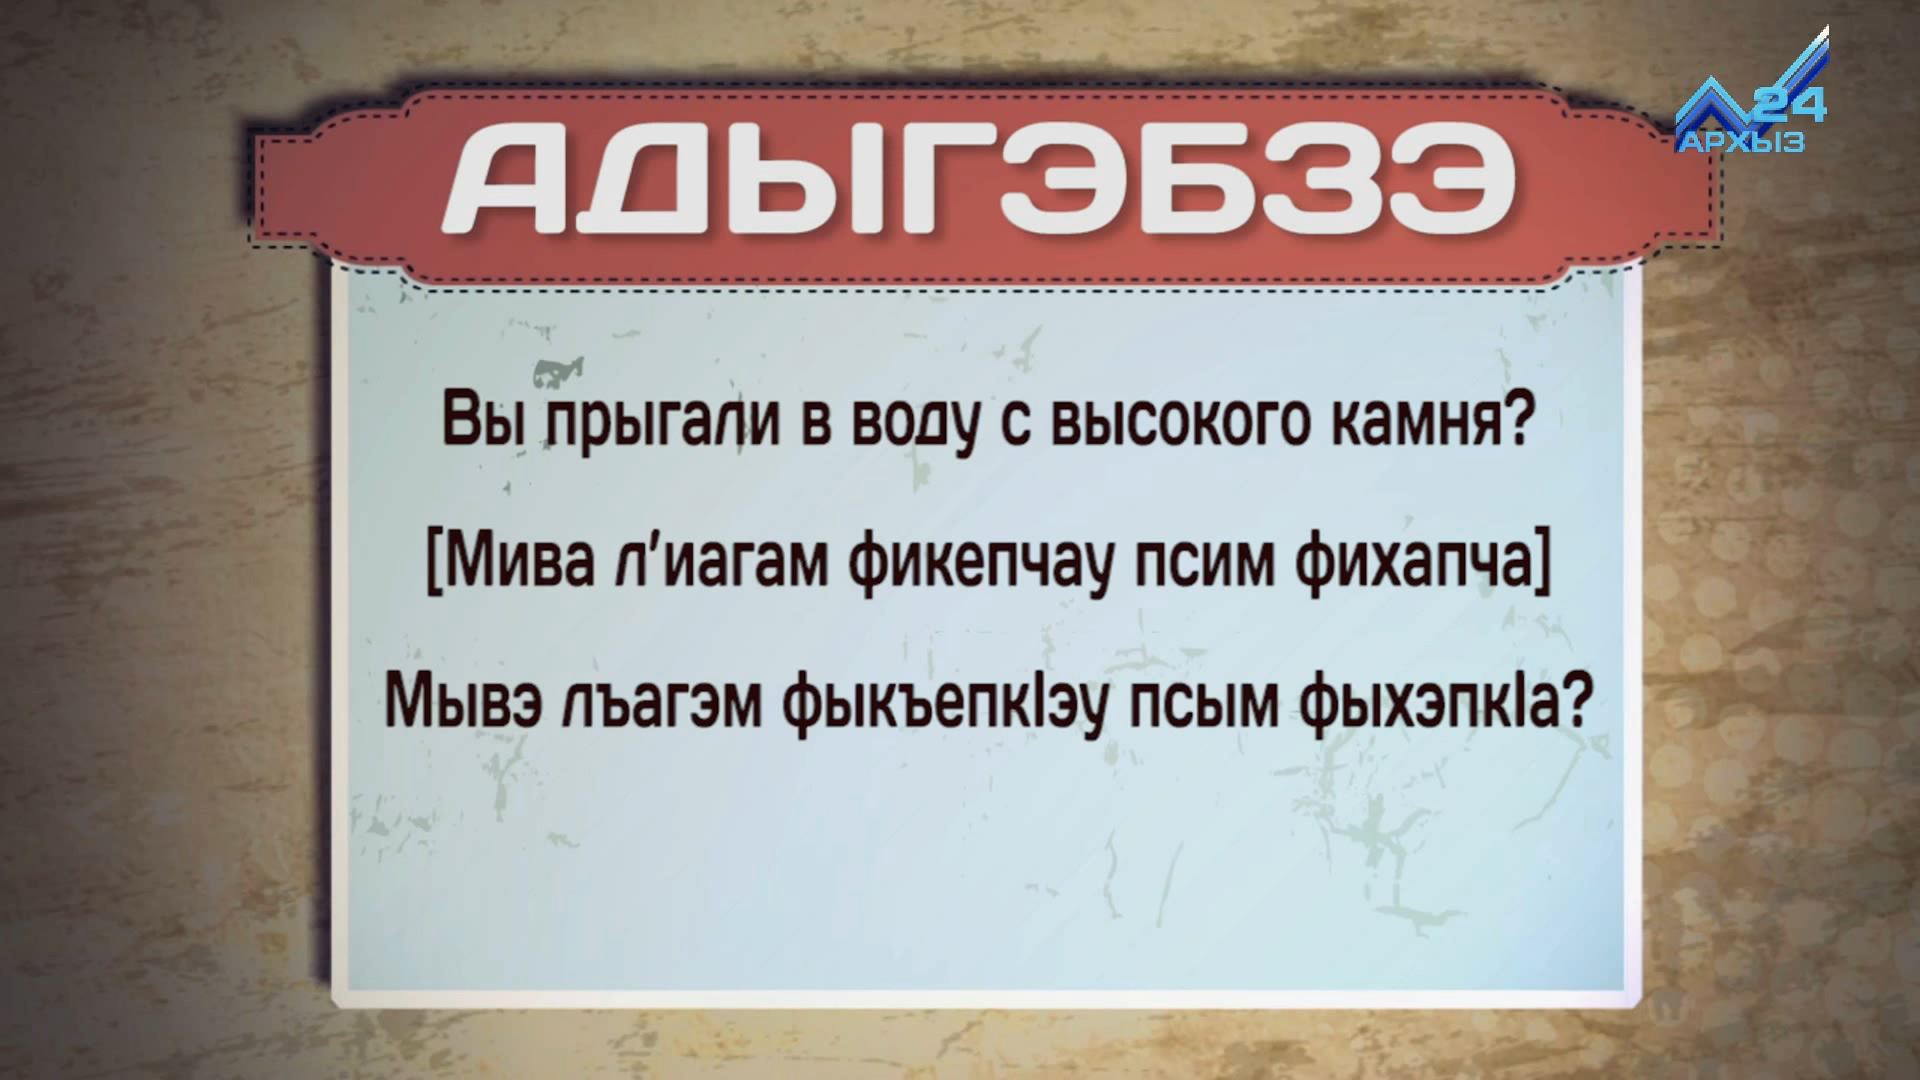 АДЫГЭБЗЭ
24
АРХЫЗ
Вы прыгали в воду с высокого камня?
[Мива л'иагам фикепчау псим фихапча]
Мывэ лъагэм фыкъепкIэу псым фыхэпкIа?